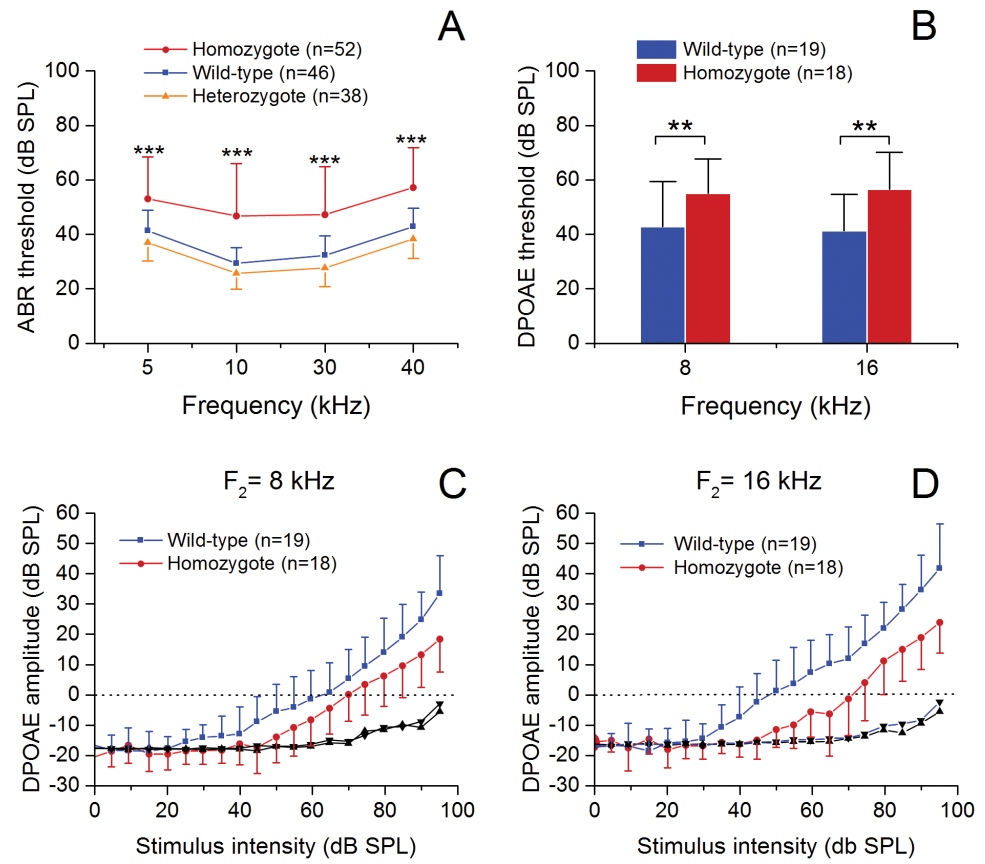 A
Homozygote (n=52)
Wild-type (n=46)
Heterozygote (n=38)
ABR threshold (dB SPL)
100
80
60
40
20
0
***
***
***
***
5 10 30 40
Frequency (kHz)
B
Wild-type (n=19)
Homozygote (n=18)
DPOAE threshold (dB SPL)
100
80
60
40
20
0
**
**
8 16
Frequency (kHz)
F2= 8 kHz
C
Wild-type (n=19)
Homozygote (n=18)
DPOAE amplitude (dB SPL)
60
50
40
30
20
10
0
-10
-20
-30
0 20 40 60 80 100
Stimulus intensity (dB SPL)
F2= 16 kHz
D
Wild-type (n=19)
Homozygote (n=18)
DPOAE amplitude (dB SPL)
60
50
40
30
20
10
0
-10
-20
-30
0 20 40 60 80 100
Stimulus intensity (db SPL)